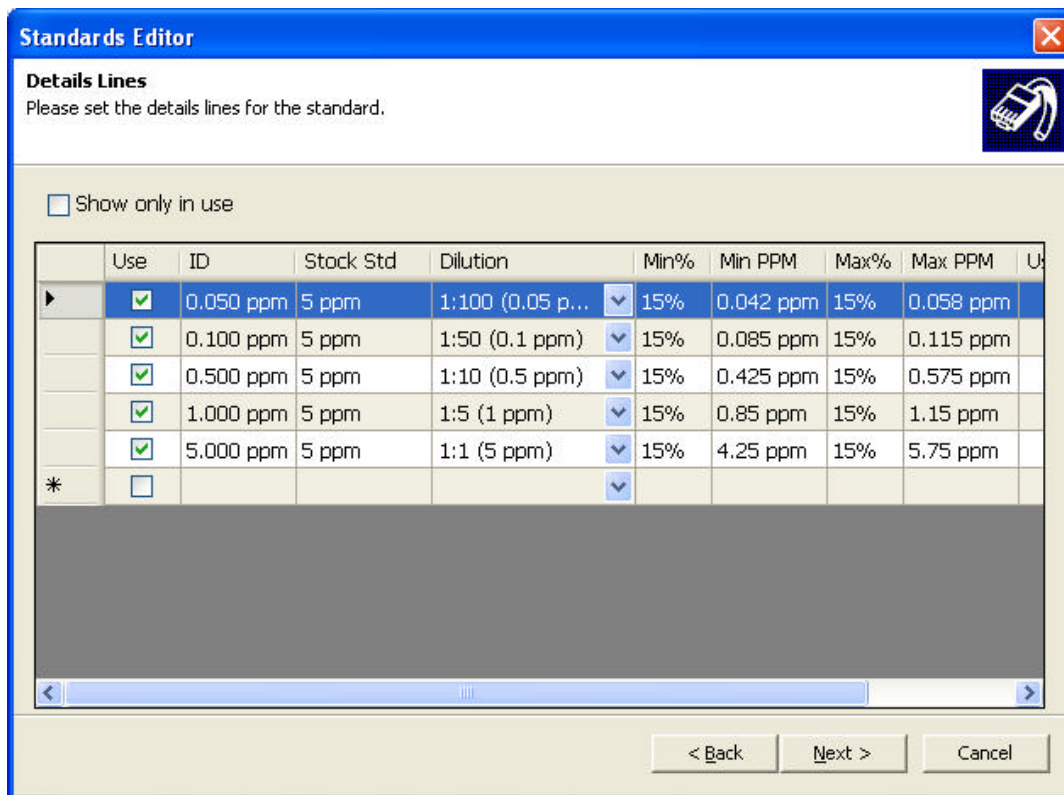 Standards Editor
Details Lines
Please set the details lines for the standard.
Show only in use
Use ID Stock Std Dilution Min% Min PPM Max% Max PPM Us
0.050 ppm 5 ppm 1:100 (0.05 p... 15% 0.042 ppm 15% 0.058 ppm
0.100 ppm 5 ppm 1:50 (0.1 ppm) 15% 0.085 ppm 15% 0.115 ppm
0.500 ppm 5 ppm 1:10 (0.5 ppm) 15% 0.425 ppm 15% 0.575 ppm
1.000 ppm 5 ppm 1:5 (1 ppm) 15% 0.85 ppm 15% 1.15 ppm
5.000 ppm 5 ppm 1:1 (5 ppm) 15% 4.25 ppm 15% 5.75 ppm
< Back Next > Cancel